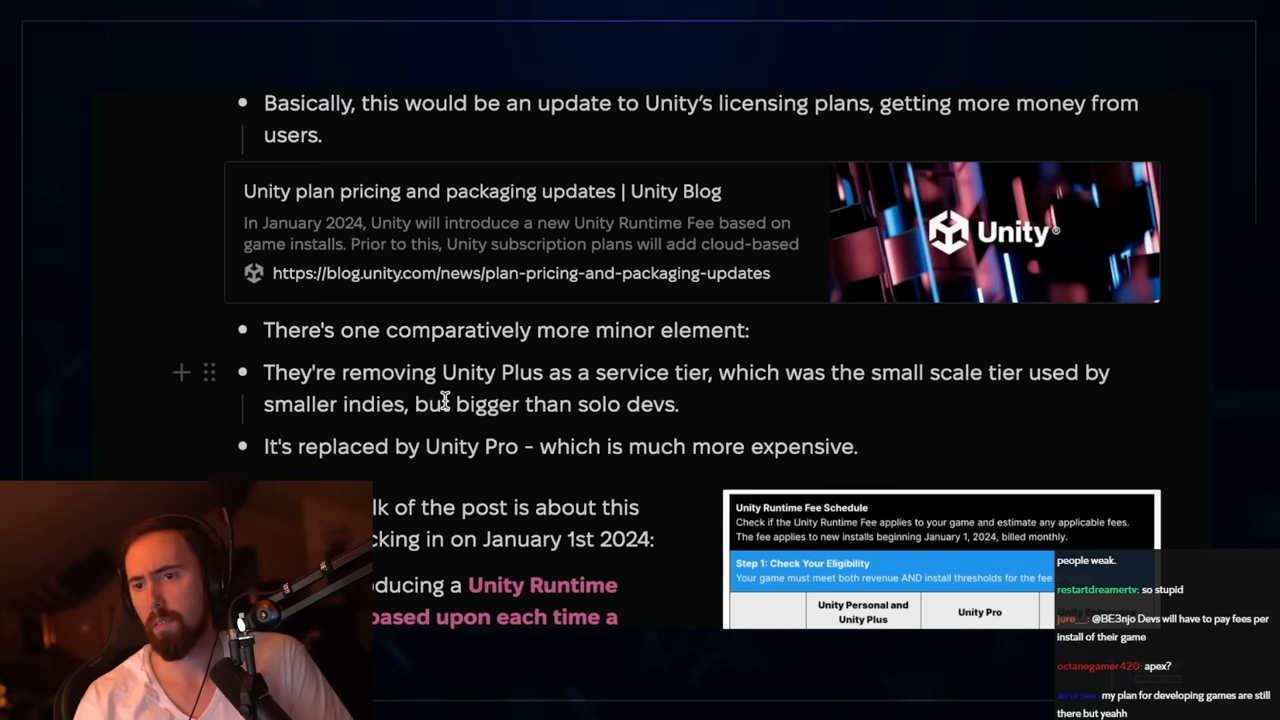 Basically, this would be an update to Unity's licensing plans, getting more money from
users.
Unity plan pricing and packaging updates | Unity Blog
In January 2024, Unity will introduce a new Unity Runtime Fee based on
game installs. Prior to this, Unity subscription plans will add cloud-based
https://blog.unity.com/news/plan-pricing-and-packaging-updates
Unity®
There's one comparatively more minor element:
They're removing Unity Plus as a service tier, which was the small scale tier used by
smaller indies, but bigger than solo devs.
It's replaced by Unity Pro - which is much more expensive.
lk of the post is about this
cking in on January 1st 2024:
oducing a Unity Runtime
based upon each time a
Unity Runtime Fee Schedule
Check if the Unity Runtime Fee applies to your game and estimate any applicable fees.
The fee applies to new installs beginning January 1, 2024, billed monthly.
Step 1: Check Your Eligibility
Your game must meet both revenue AND install thresholds for the fee
Unity Personal and
Unity Plus
Unity Pro
people weak.
restartdreamertv: so stupid
jure__: @BE3njo Devs will have to pay fees per
install of their game
octanegamer420: apex?
my plan for developing games are still
there but yeahh